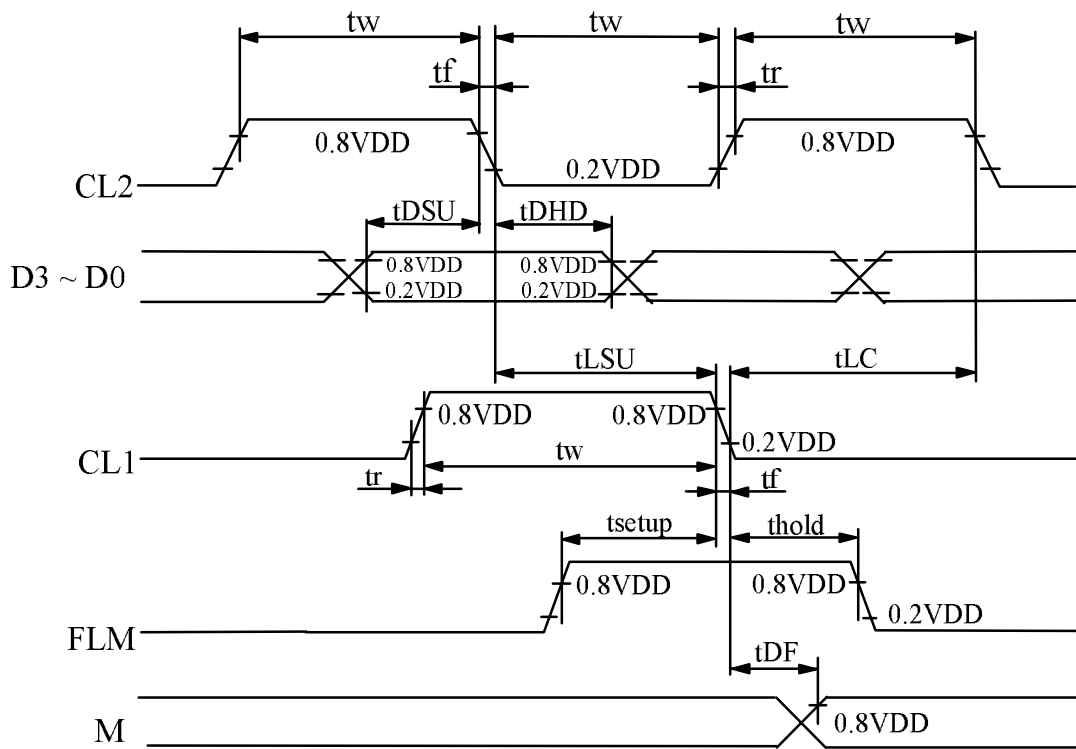 tw tw tw
tf tr
0.8VDD 0.2VDD 0.8VDD
CL2
tDSU tDHD
D3 ~ D0
0.8VDD 0.8VDD
0.2VDD 0.2VDD
tLSU tLC
0.8VDD 0.8VDD
0.2VDD
CL1
tw
tr tf
tsetup thold
0.8VDD 0.8VDD
0.2VDD
FLM
tDF
0.8VDD
M